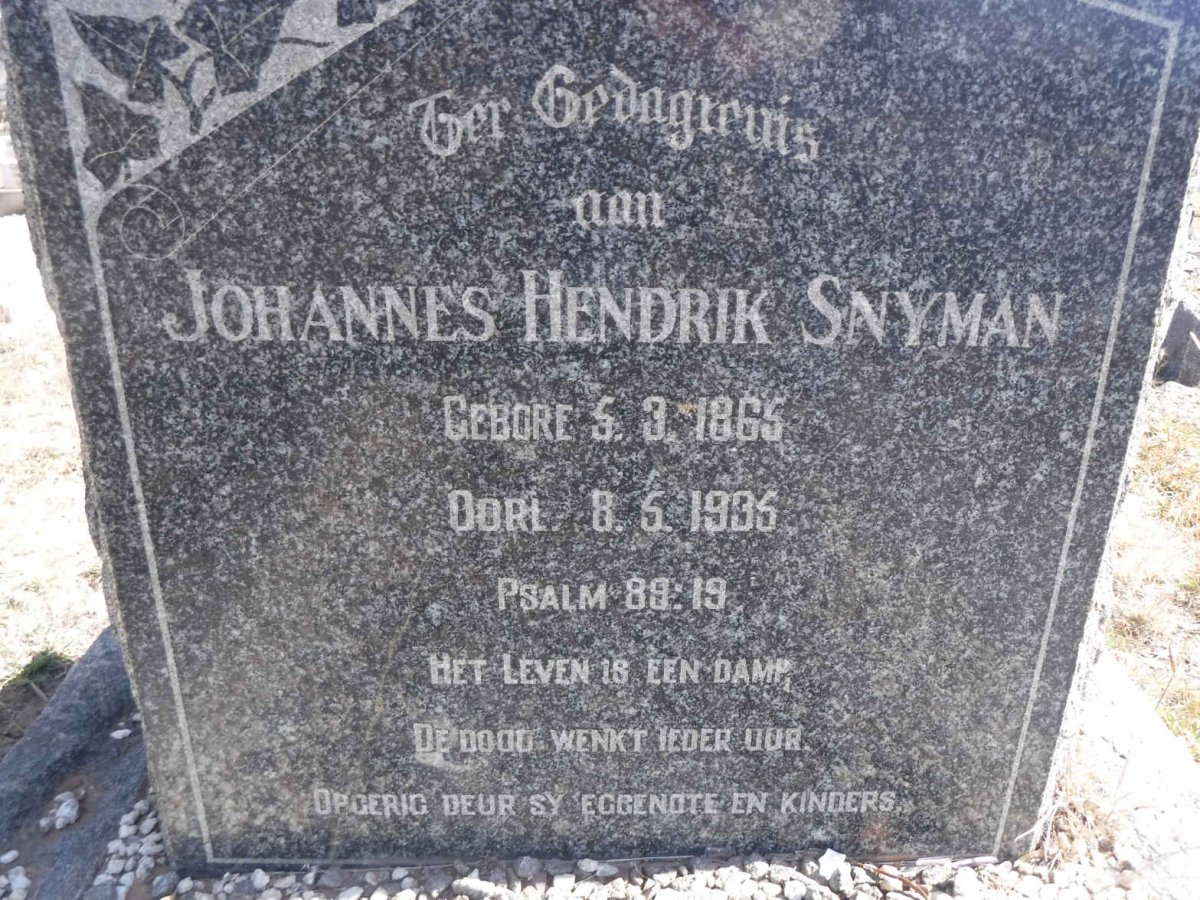 Ter Gedagtenis
aan
JOHANNES HENDRIK SNYMAN
GEBORE 5. 3. 1865
OORL. 8. 5. 1935
PSALM 89:19
HET LEVEN IS EEN DAMP,
DE DOOD WENKT IEDER UUR.
OPGERIG DEUR SY EGGENOTE EN KINDERS.